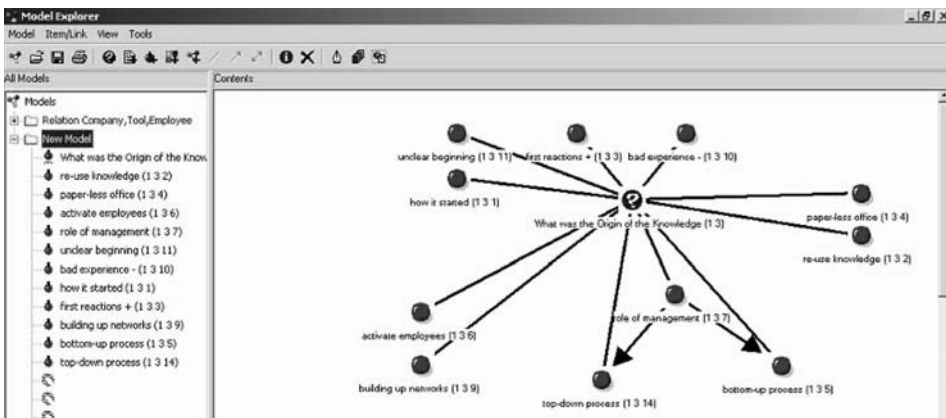 Model Explorer
Model Item/Link View Tools
All Models
Contents
Models
Relation Company,Tool,Employee
New Model
What was the Origin of the Know
re-use knowledge (1 3 2)
paper-less office (1 3 4)
activate employees (1 3 6)
role of management (1 3 7)
unclear beginning (1 3 11)
bad experience - (1 3 10)
how it started (1 3 1)
first reactions + (1 3 3)
building up networks (1 3 9)
bottom-up process (1 3 5)
top-down process (1 3 14)
unclear beginning (1 3 11)
first reactions + (1 3 3)
bad experience - (1 3 10)
how it started (1 3 1)
What was the Origin of the Knowledge (1 3)
paper-less office (1 3 4)
re-use knowledge (1 3 2)
role of management (1 3 7)
activate employees (1 3 6)
building up networks (1 3 9)
top-down process (1 3 14)
bottom-up process (1 3 5)